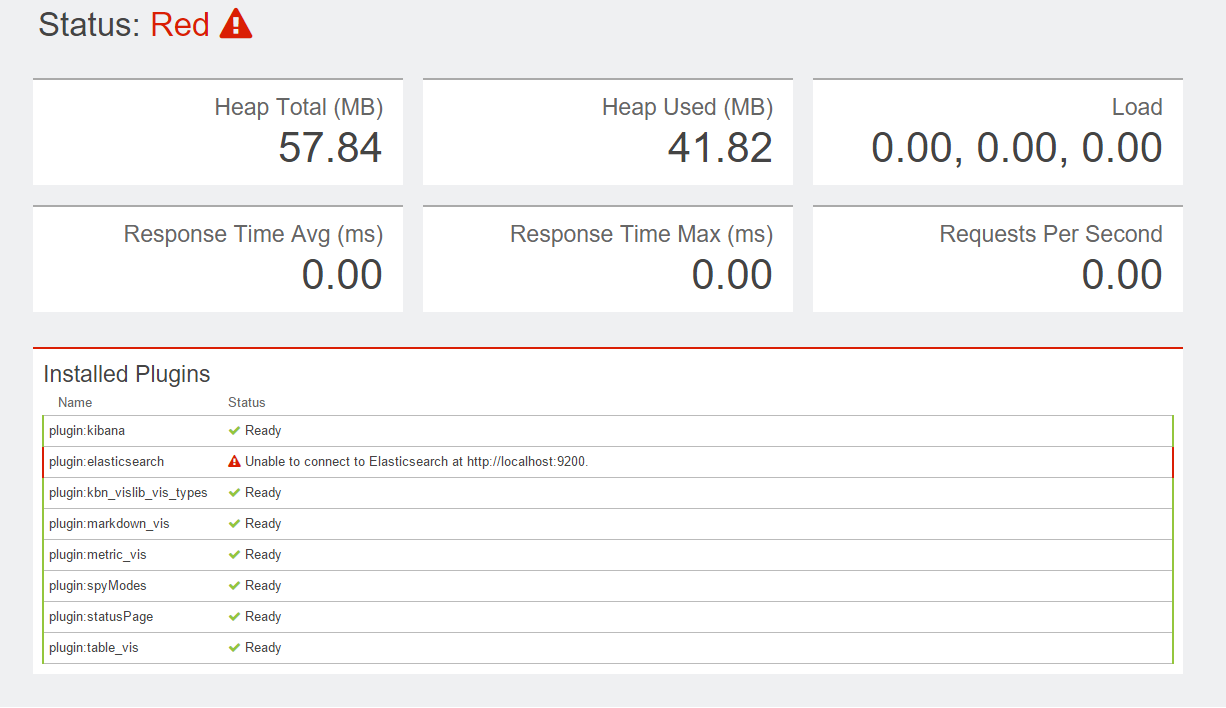 Status: Red
Heap Total (MB)
57.84
Heap Used (MB)
41.82
Load
0.00, 0.00, 0.00
Response Time Avg (ms)
0.00
Response Time Max (ms)
0.00
Requests Per Second
0.00
Installed Plugins
Name Status
plugin:kibana Ready
plugin:elasticsearch Unable to connect to Elasticsearch at http://localhost:9200.
plugin:kbn_vislib_vis_types Ready
plugin:markdown_vis Ready
plugin:metric_vis Ready
plugin:spyModes Ready
plugin:statusPage Ready
plugin:table_vis Ready